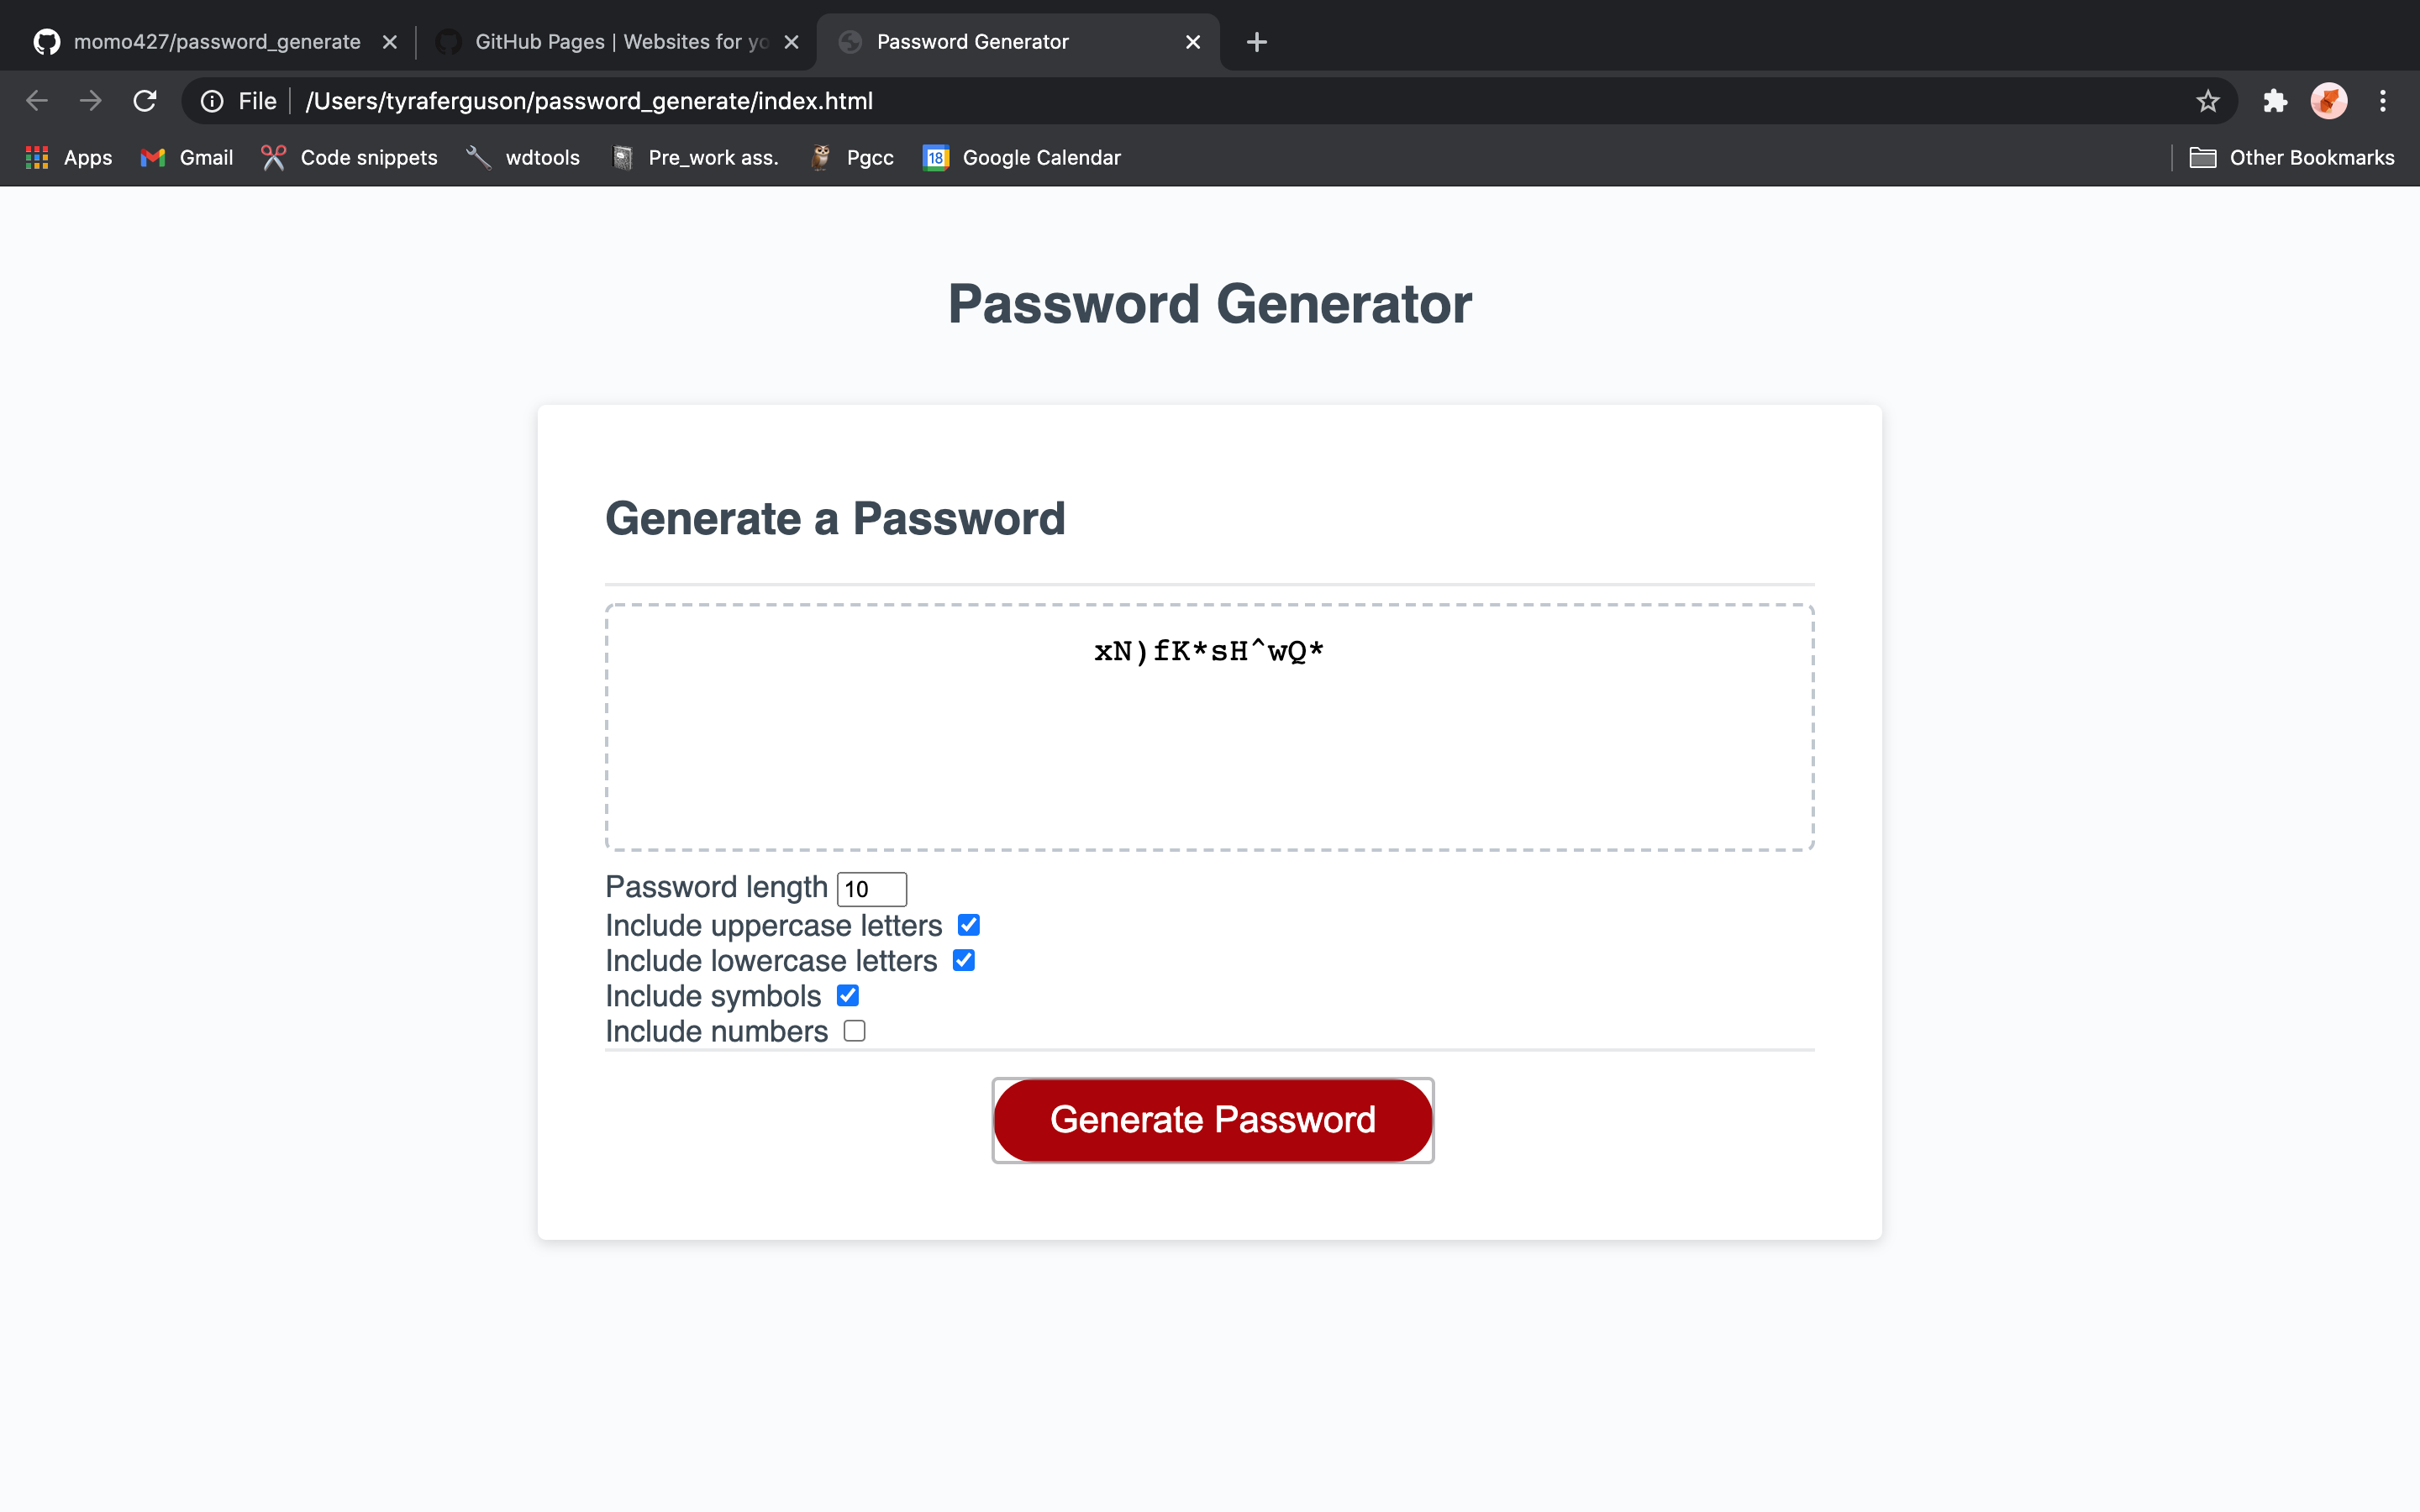 momo427/password_generate
GitHub Pages | Websites for yo
Password Generator
File
/Users/tyraferguson/password_generate/index.html
Apps
Gmail
Code snippets
wdtools
Pre_work ass.
Pgcc
18
Google Calendar
Other Bookmarks
Password Generator
Generate a Password
xN)fK*sH^wQ*
Password length 10
Include uppercase letters
Include lowercase letters
Include symbols
Include numbers
Generate Password